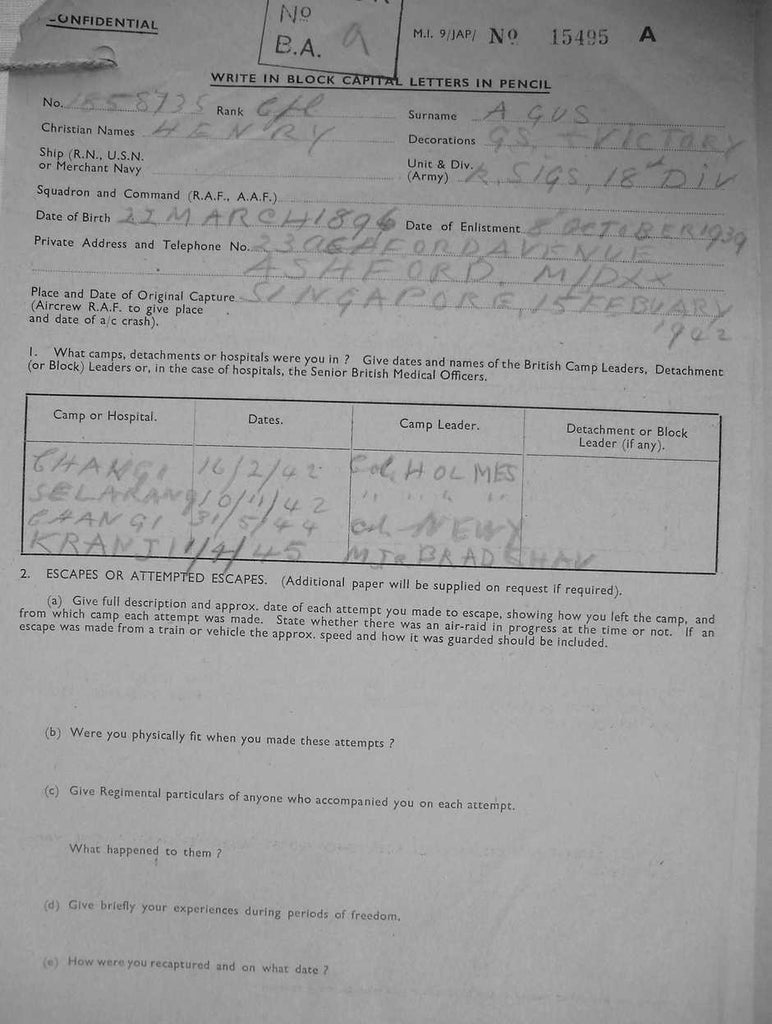 CONFIDENTIAL
No
B.A. 9
M.I. 9/JAP/ No 15495 A
WRITE IN BLOCK CAPITAL LETTERS IN PENCIL
No. Rank Surname AGUS
Christian Names HENRY Decorations GS, + VICTORY
Ship (R.N., U.S.N.
or Merchant Navy
Unit & Div.
(Army) R. SIGS, 18th DIV
Squadron and Command (R.A.F., A.A.F.)
Date of Birth 22 MARCH 1896 Date of Enlistment 8 OCTOBER 1939
Private Address and Telephone No. AVENUE
ASHFORD, M/DXX
Place and Date of Original Capture SINGAPORE, 15 FEBUARY
(Aircrew R.A.F. to give place
and date of a/c crash).
1942
1. What camps, detachments or hospitals were you in ? Give dates and names of the British Camp Leaders, Detachment
(or Block) Leaders or, in the case of hospitals, the Senior British Medical Officers.
Camp or Hospital. Dates. Camp Leader. Detachment or Block
Leader (if any).
CHANGI 16/2/42 Col. HOLMES
SELARANG /42 " " " "
CHANGI 31/5/44 Col NEWY
KRANJI 1/4/45 MJR BRADSHAW
2. ESCAPES OR ATTEMPTED ESCAPES. (Additional paper will be supplied on request if required).
(a) Give full description and approx. date of each attempt you made to escape, showing how you left the camp, and
from which camp each attempt was made. State whether there was an air-raid in progress at the time or not. If an
escape was made from a train or vehicle the approx. speed and how it was guarded should be included.
(b) Were you physically fit when you made these attempts ?
(c) Give Regimental particulars of anyone who accompanied you on each attempt.
What happened to them ?
(d) Give briefly your experiences during periods of freedom.
(e) How were you recaptured and on what date ?